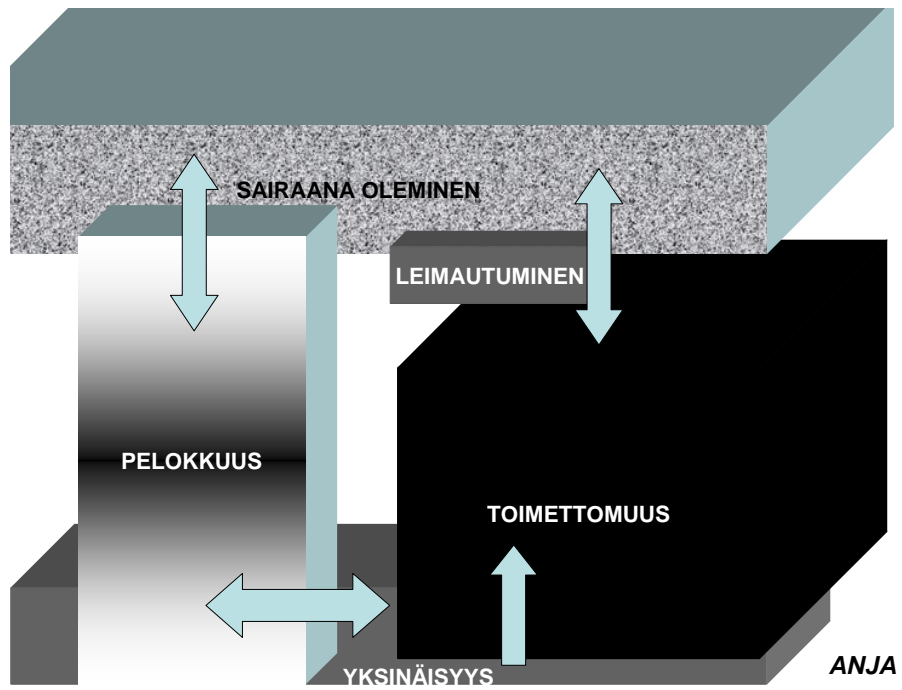 SAIRAANA OLEMINEN
LEIMAUTUMINEN
PELOKKUUS
TOIMETTOMUUS
YKSINÄISYYS
ANJA